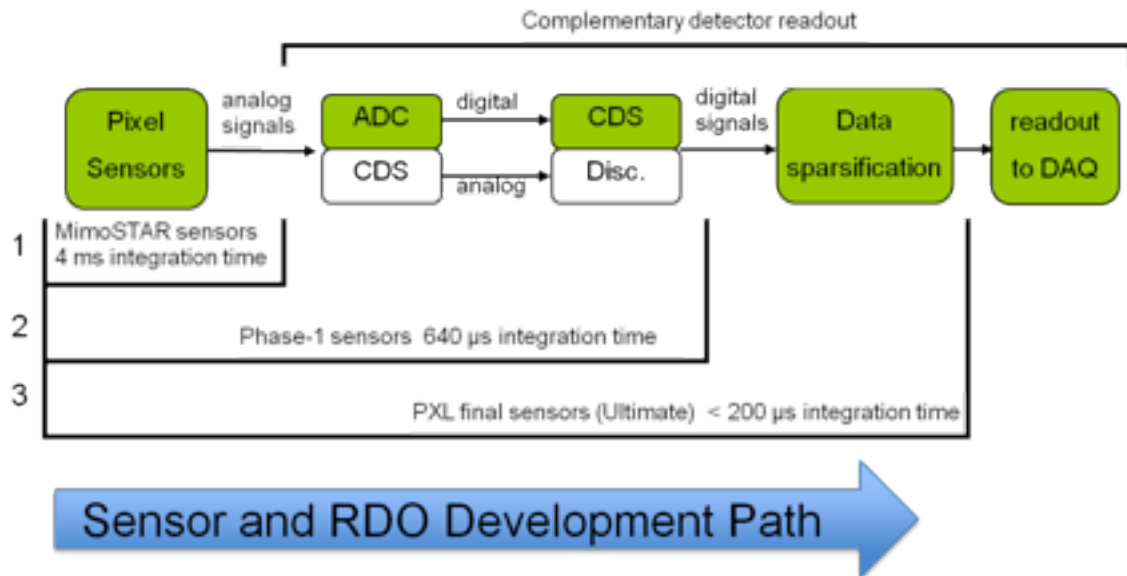 Complementary detector readout
Pixel
Sensors
analog
signals
ADC
CDS
digital
analog
CDS
Disc.
digital
signals
Data
sparsification
readout
to DAQ
1
MimoSTAR sensors
4 ms integration time
2
Phase-1 sensors 640 µs integration time
3
PXL final sensors (Ultimate) < 200 µs integration time
Sensor and RDO Development Path